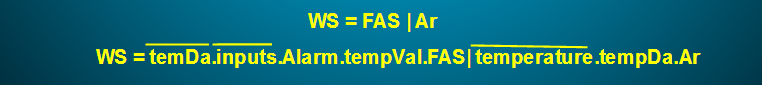 WS = FAS | Ar
WS = temDa.inputs.Alarm.tempVal.FAS| temperature.tempDa.Ar